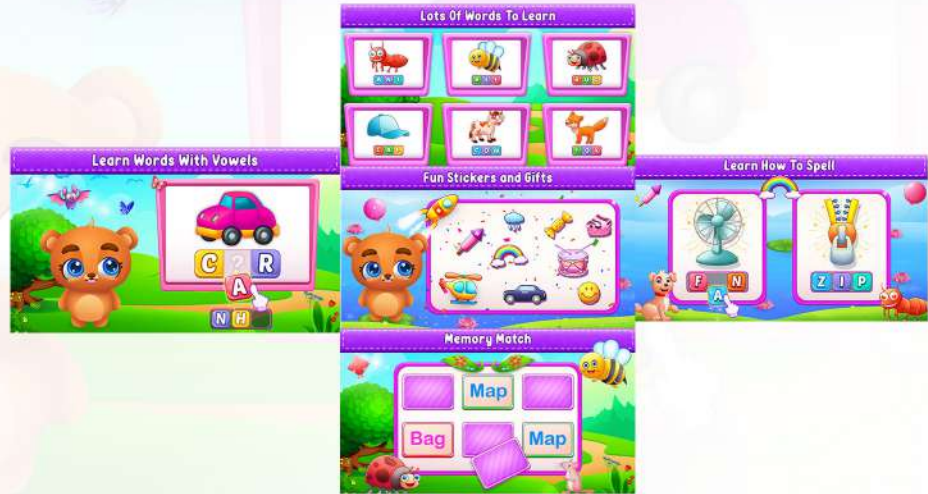 Lots Of Words To Learn
A N T
B E E
B U G
C A P
C O W
F O X
Learn Words With Vowels
C ? R
A
N H
Fun Stickers and Gifts
Learn How To Spell
F N
A
Z I P
Memory Match
Map
Bag Map